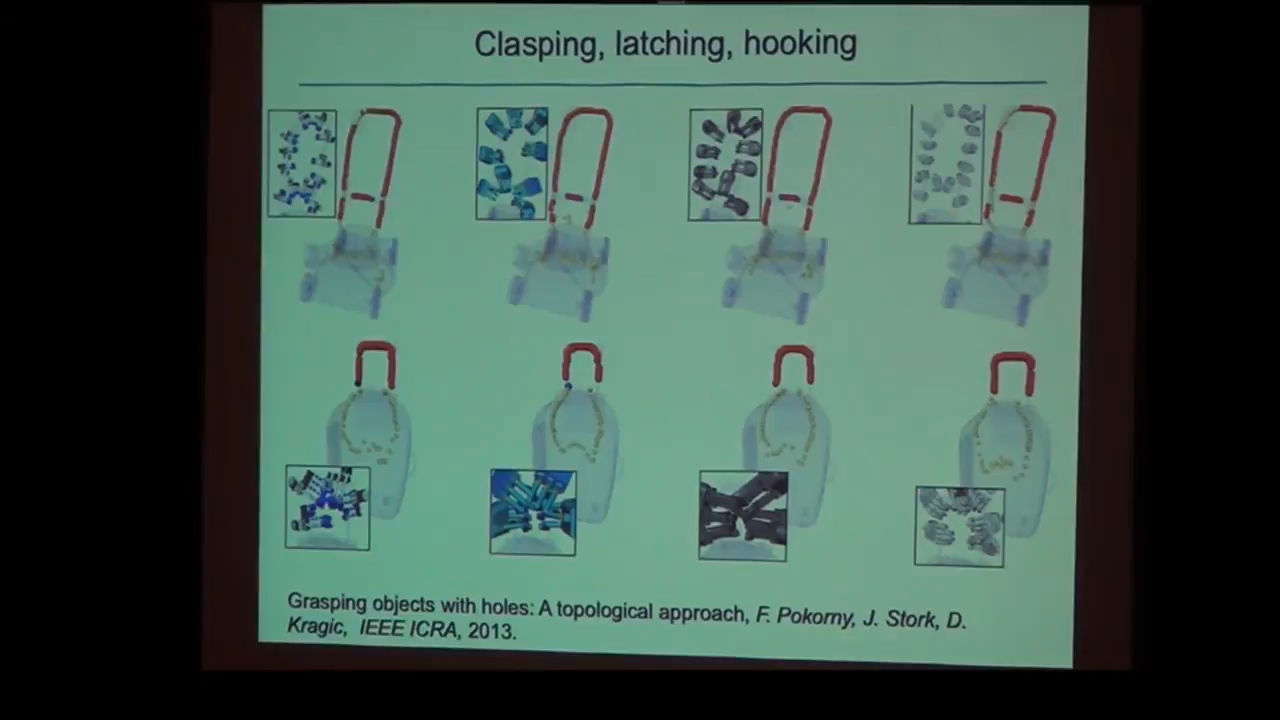 Clasping, latching, hooking
Grasping objects with holes: A topological approach, F. Pokorny, J. Stork, D.
Kragic, IEEE ICRA, 2013.